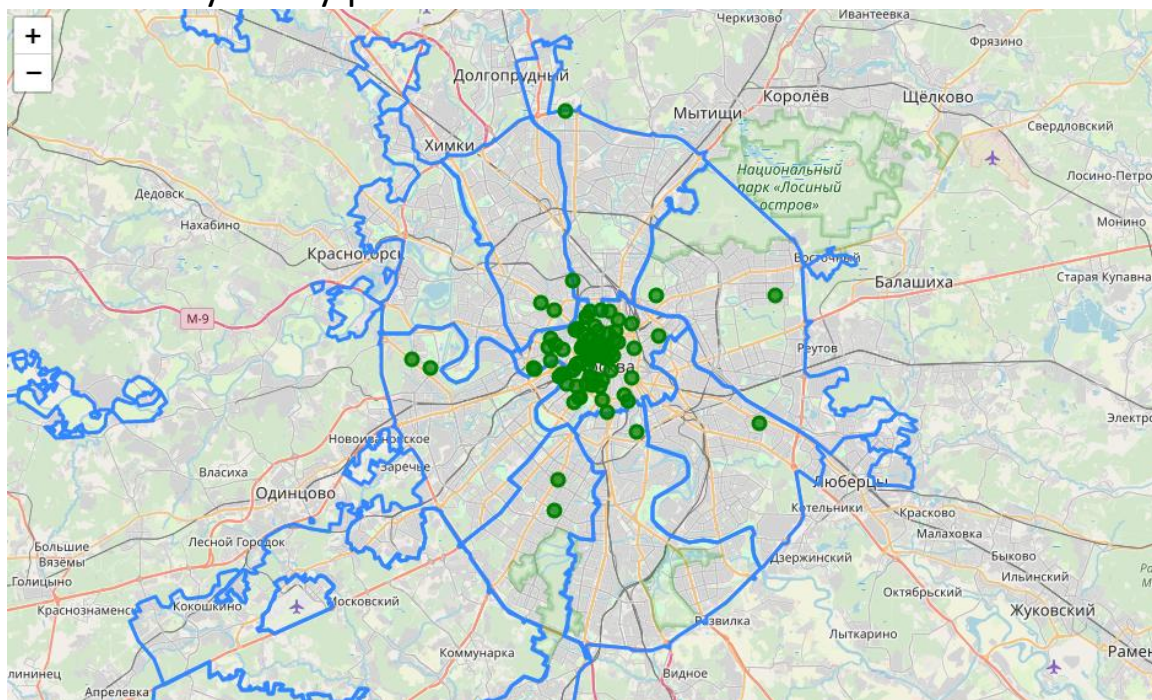 +
−
Черкизово
Ивантеевка
Фрязино
Долгопрудный
Королёв
Щёлково
Мытищи
Свердловский
Химки
Национальный
парк «Лосиный
остров»
Лосино-Петро
Дедовск
Нахабино
Монино
Красногорск
Восточный
Балашиха
Старая Купавна
М-9
Реутов
Электро
Новоивановское
Заречье
Власиха
Одинцово
Люберцы
Котельники
Красково
Малаховка
Лесной Городок
Большие
Вяземы
Дзержинский
Быково
Голицыно
Ильинский
Октябрьский
Краснознаменс
Кокошкино
Московский
Жуковский
Развилка
Лыткарино
Коммунарка
Рамен
Видное
Апрелевка